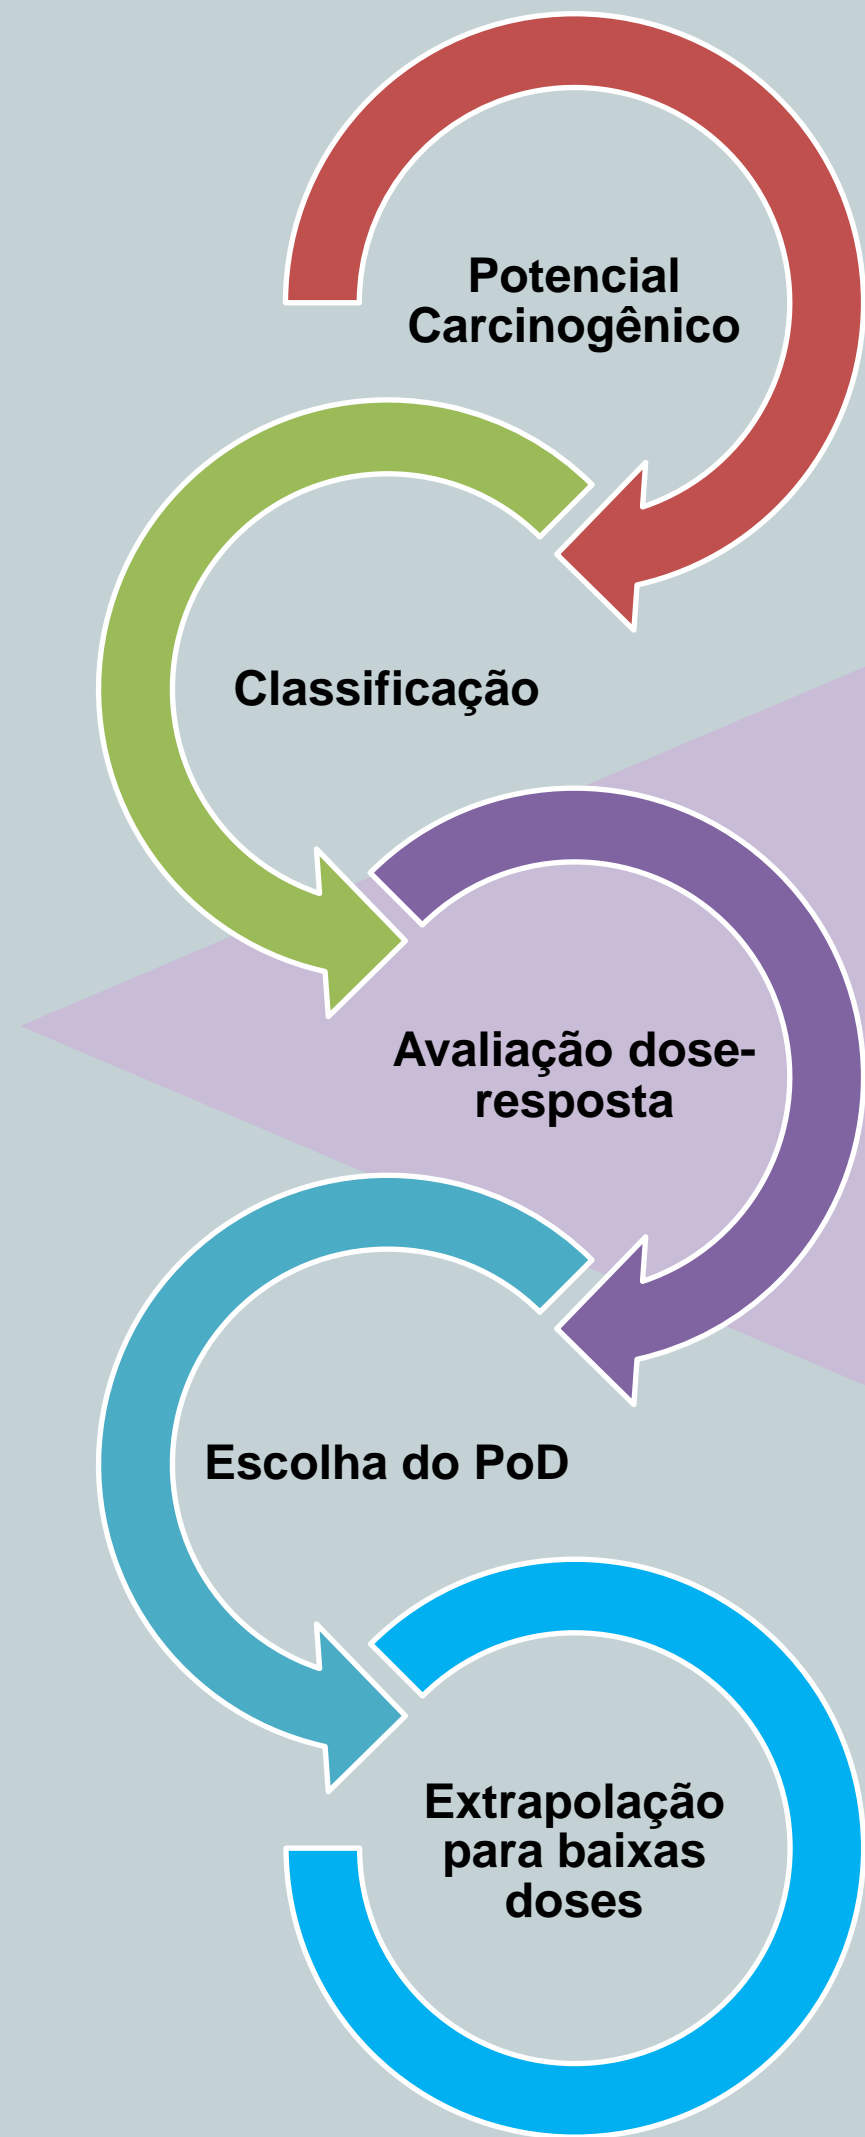 Potencial
Carcinogênico
Classificação
Avaliação dose-
resposta
Escolha do PoD
Extrapolação
para baixas
doses